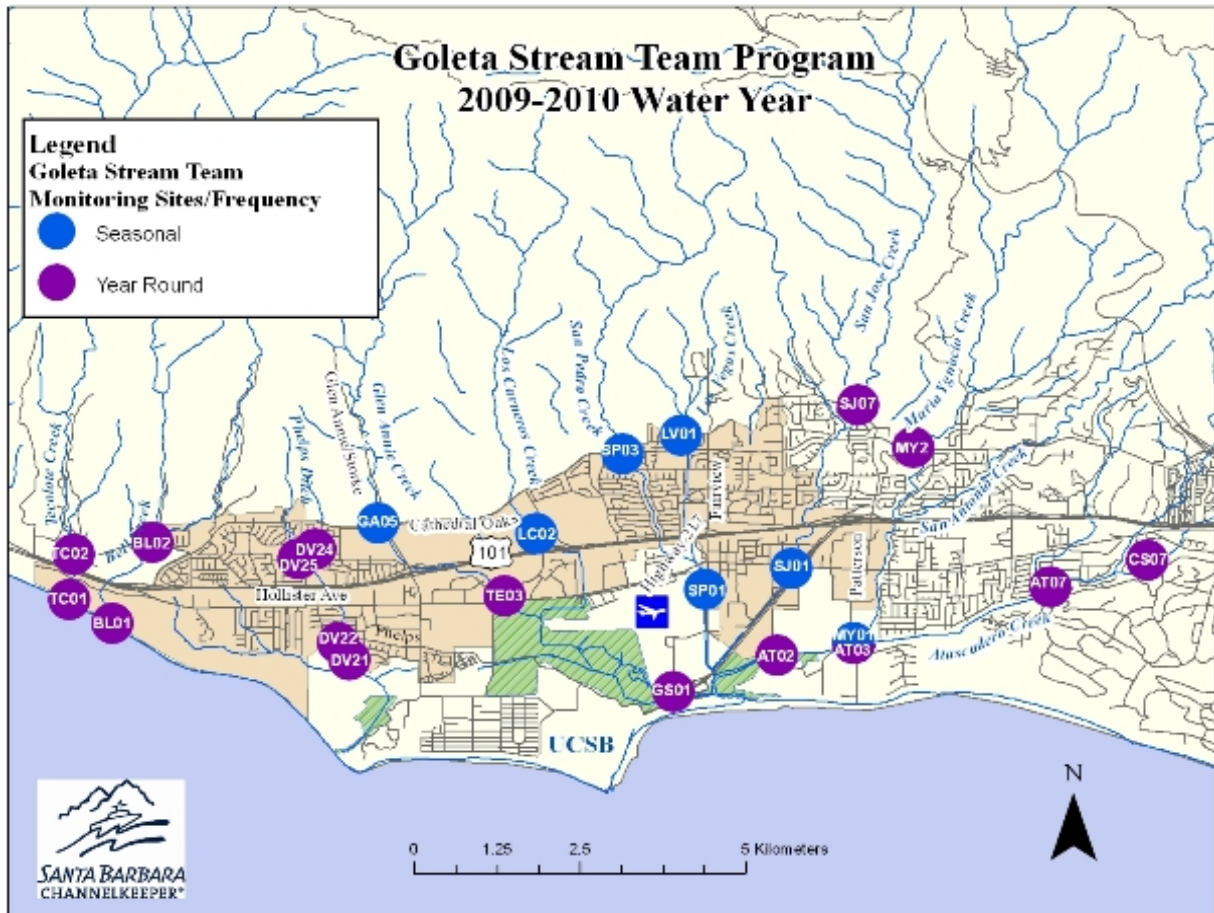 Goleta Stream Team Program
2009-2010 Water Year
Legend
Goleta Stream Team
Monitoring Sites/Frequency
Seasonal
Year Round
San Jose Creek
Maria Ygnacio Creek
San Pedro Creek
Vegas Creek
Los Carneros Creek
Glen Annie Creek
Glen Annie/Storke
Phelps Ditch
Tecolote Creek
SJ07
LV01
MY2
SP03
Fairview
San Antonio Creek
GA05
Cathedral Oaks
LC02
BL02
TC02
DV24
DV25
101
Highway 217
SJ01
Patterson
CS07
AT07
SP01
TE03
Hollister Ave
TC01
BL01
DV22
Phelps
DV21
MY01
AT03
AT02
Atascadero Creek
GS01
UCSB
N
0 1.25 2.5 5 Kilometers
SANTA BARBARA
CHANNELKEEPER®